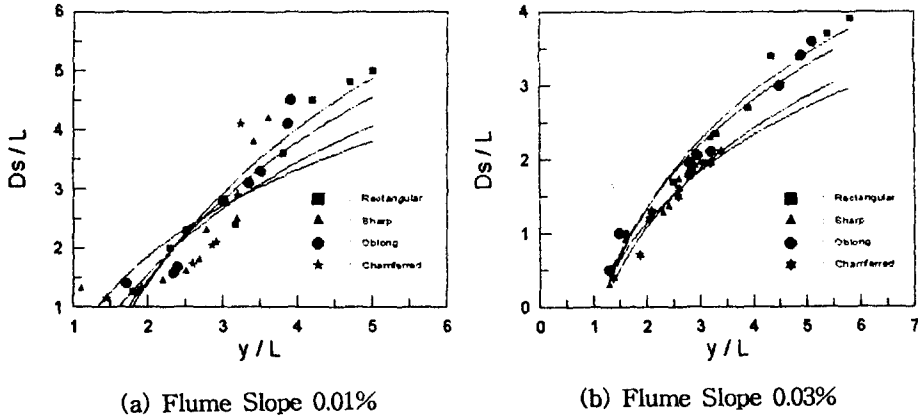 6
5
4
3
2
1
Ds / L
1 2 3 4 5 6
y / L
Rectangular
Sharp
Oblong
Chamferred
(a) Flume Slope 0.01%
4
3
2
1
0
Ds / L
0 1 2 3 4 5 6 7
y / L
Rectangular
Sharp
Oblong
Chamferred
(b) Flume Slope 0.03%